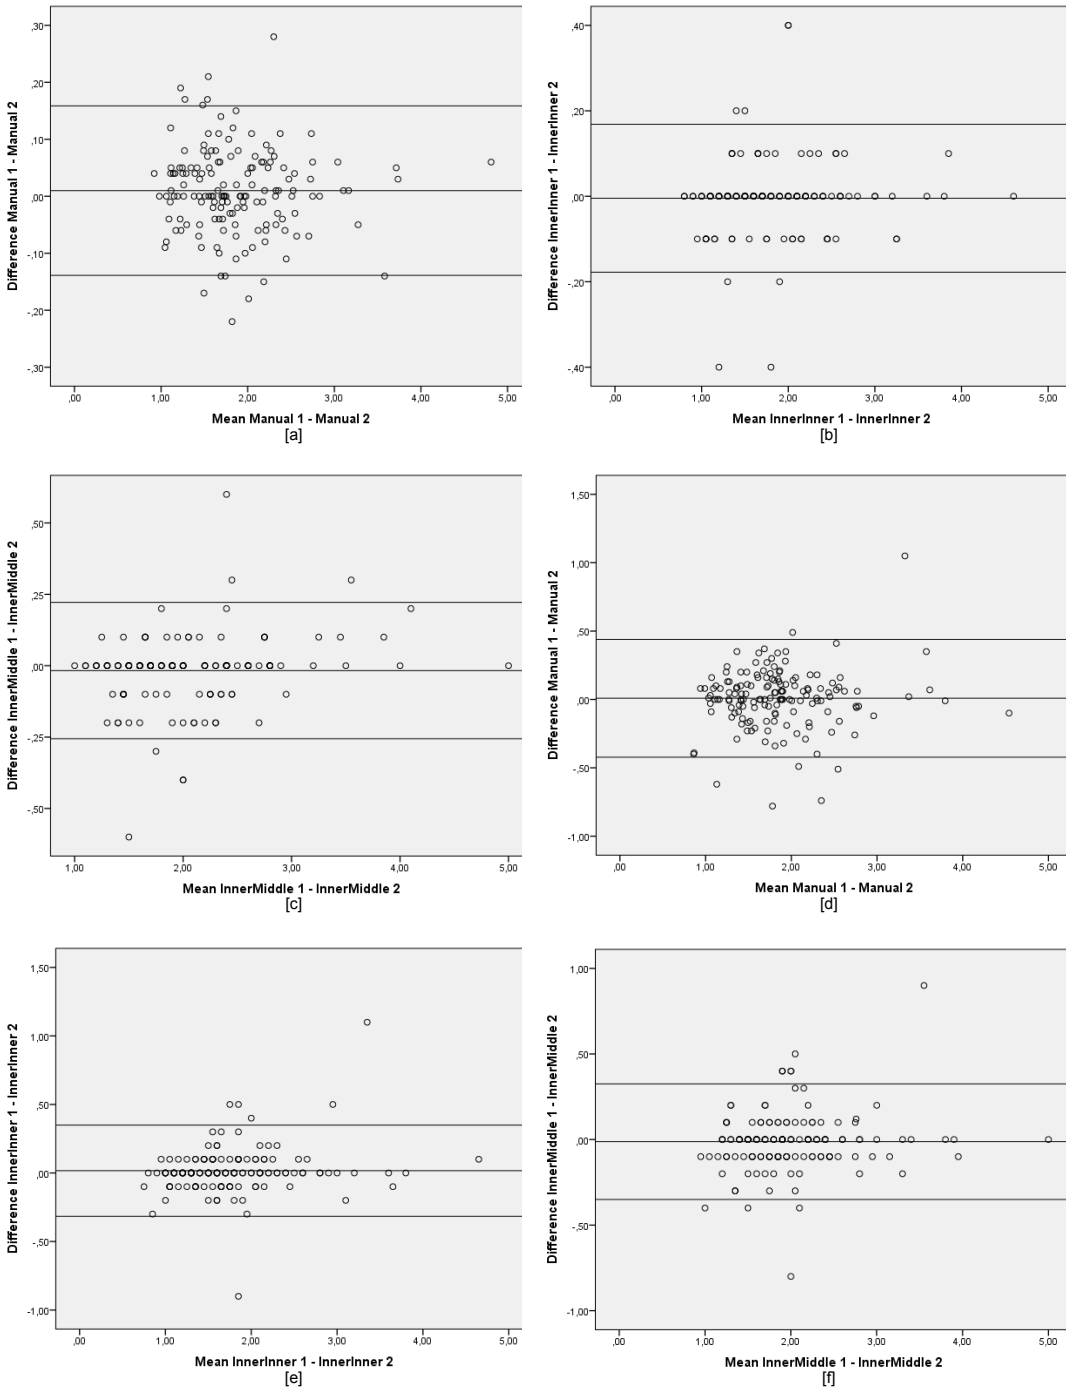 Difference Manual 1 - Manual 2
,30
,20
,10
,00
-,10
-,20
-,30
,00 1,00 2,00 3,00 4,00 5,00
Mean Manual 1 - Manual 2
[a]
Difference InnerInner 1 - InnerInner 2
,40
,20
,00
-,20
-,40
,00 1,00 2,00 3,00 4,00 5,00
Mean InnerInner 1 - InnerInner 2
[b]
Difference InnerMiddle 1 - InnerMiddle 2
,50
,25
,00
-,25
-,50
1,00 2,00 3,00 4,00 5,00
Mean InnerMiddle 1 - InnerMiddle 2
[c]
Difference Manual 1 - Manual 2
1,50
1,00
,50
,00
-,50
-1,00
,00 1,00 2,00 3,00 4,00 5,00
Mean Manual 1 - Manual 2
[d]
Difference InnerInner 1 - InnerInner 2
1,50
1,00
,50
,00
-,50
-1,00
,00 1,00 2,00 3,00 4,00 5,00
Mean InnerInner 1 - InnerInner 2
[e]
Difference InnerMiddle 1 - InnerMiddle 2
1,00
,50
,00
-,50
-1,00
,00 1,00 2,00 3,00 4,00 5,00
Mean InnerMiddle 1 - InnerMiddle 2
[f]